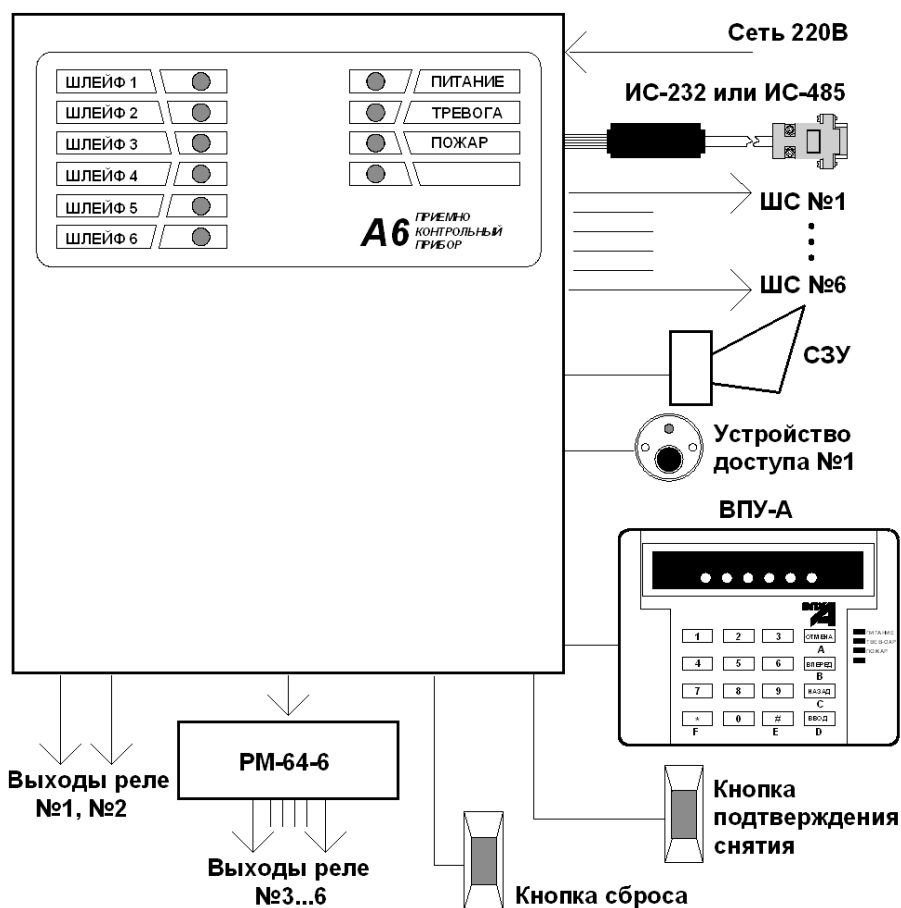 Сеть 220В
ШЛЕЙФ 1
ПИТАНИЕ
ИС-232 или ИС-485
ШЛЕЙФ 2
ТРЕВОГА
ШЛЕЙФ 3
ПОЖАР
ШЛЕЙФ 4
ШС №1
ШЛЕЙФ 5
А6
ПРИЕМНО
КОНТРОЛЬНЫЙ
ПРИБОР
ШЛЕЙФ 6
ШС №6
СЗУ
Устройство
доступа №1
ВПУ-А
ВПУ
А
1 2 3 ОТМЕНА
A
4 5 6 ВПЕРЕД
B
7 8 9 НАЗАД
C
* 0 # ВВОД
F E D
ПИТАНИЕ
ПОЖАР
РМ-64-6
Выходы реле
№1, №2
Выходы реле
№3...6
Кнопка
подтверждения
снятия
Кнопка сброса